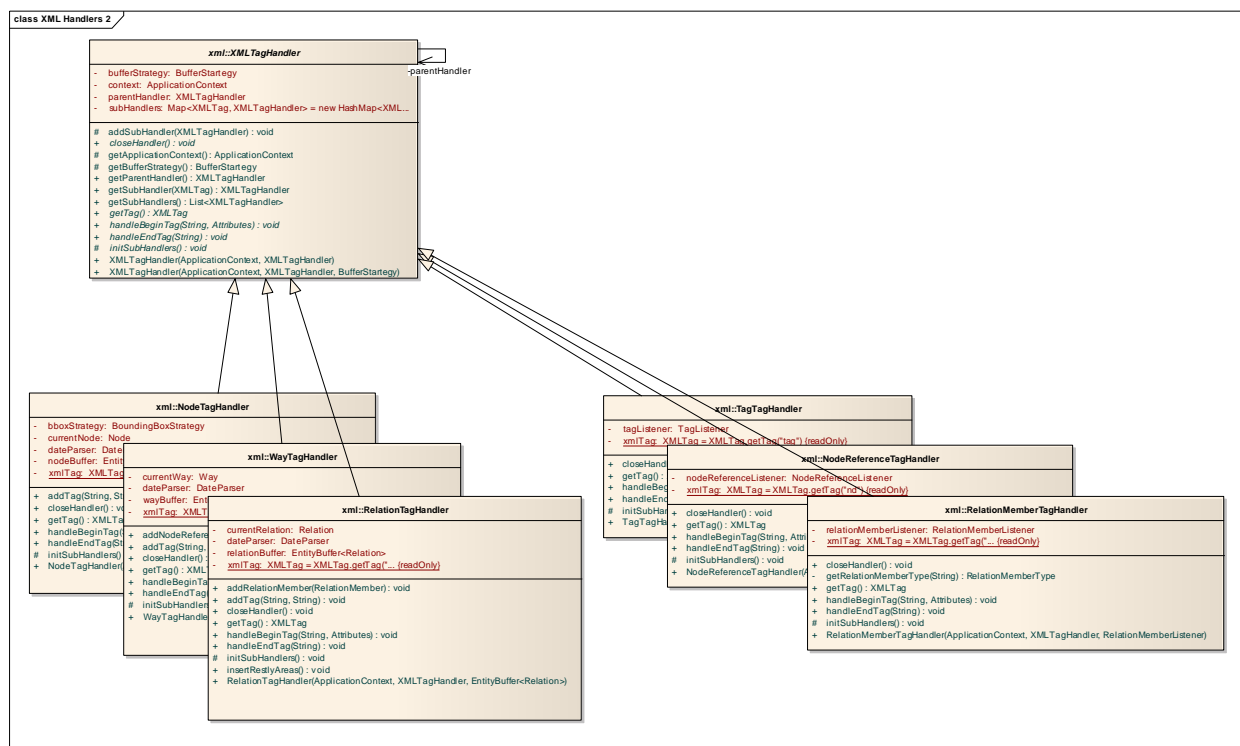 class XML Handlers 2
xml::XMLTagHandler
-parentHandler
- bufferStrategy: BufferStartegy
- context: ApplicationContext
- parentHandler: XMLTagHandler
- subHandlers: Map<XMLTag, XMLTagHandler> = new HashMap<XML...
# addSubHandler(XMLTagHandler) : void
+ closeHandler() : void
# getApplicationContext() : ApplicationContext
# getBufferStrategy() : BufferStartegy
+ getParentHandler() : XMLTagHandler
+ getSubHandler(XMLTag) : XMLTagHandler
+ getSubHandlers() : List<XMLTagHandler>
+ getTag() : XMLTag
+ handleBeginTag(String, Attributes) : void
+ handleEndTag(String) : void
# initSubHandlers() : void
+ XMLTagHandler(ApplicationContext, XMLTagHandler)
+ XMLTagHandler(ApplicationContext, XMLTagHandler, BufferStartegy)
xml::NodeTagHandler
- bboxStrategy: BoundingBoxStrategy
- currentNode: Node
- dateParser: Date
- nodeBuffer: Entit
- xmlTag: XMLTag
+ addTag(String, St
+ closeHandler() : vo
+ getTag() : XMLTa
+ handleBeginTag(S
+ handleEndTag(St
# initSubHandlers()
+ NodeTagHandler(
xml::WayTagHandler
- currentWay: Way
- dateParser: DateParser
- wayBuffer: Ent
- xmlTag: XMLT
+ addNodeRefere
+ addTag(String,
+ closeHandler() :
+ getTag() : XMLT
+ handleBeginTa
+ handleEndTag(
# initSubHandlers
+ WayTagHandle
xml::RelationTagHandler
- currentRelation: Relation
- dateParser: DateParser
- relationBuffer: EntityBuffer<Relation>
- xmlTag: XMLTag = XMLTag.getTag("... {readOnly}
+ addRelationMember(RelationMember) : void
+ addTag(String, String) : void
+ closeHandler() : void
+ getTag() : XMLTag
+ handleBeginTag(String, Attributes) : void
+ handleEndTag(String) : void
# initSubHandlers() : void
+ insertRestlyAreas() : void
+ RelationTagHandler(ApplicationContext, XMLTagHandler, EntityBuffer<Relation>)
xml::TagTagHandler
- tagListener: TagListener
- xmlTag: XMLTag = XMLTag.getTag("tag") {readOnly}
+ closeHandl
+ getTag() :
+ handleBeg
+ handleEnd
# initSubHan
+ TagTagHa
xml::NodeReferenceTagHandler
- nodeReferenceListener: NodeReferenceListener
- xmlTag: XMLTag = XMLTag.getTag("nd") {readOnly}
+ closeHandler() : void
+ getTag() : XMLTag
+ handleBeginTag(String, Attri
+ handleEndTag(String) : void
# initSubHandlers() : void
+ NodeReferenceTagHandler(A
xml::RelationMemberTagHandler
- relationMemberListener: RelationMemberListener
- xmlTag: XMLTag = XMLTag.getTag("... {readOnly}
+ closeHandler() : void
- getRelationMemberType(String) : RelationMemberType
+ getTag() : XMLTag
+ handleBeginTag(String, Attributes) : void
+ handleEndTag(String) : void
# initSubHandlers() : void
+ RelationMemberTagHandler(ApplicationContext, XMLTagHandler, RelationMemberListener)